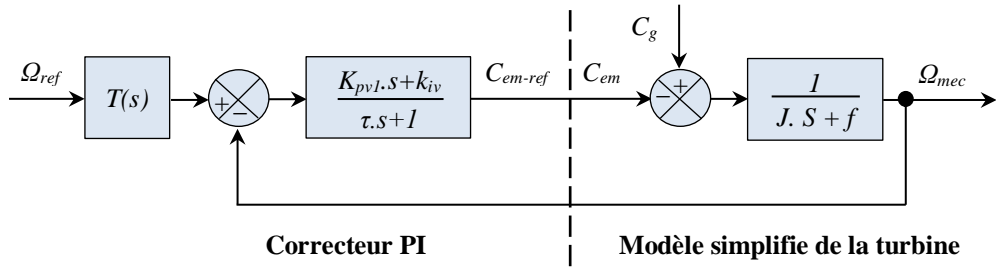 C_g
Ω_ref
T(s)
+
−
K_pv1.s+k_iv
τ.s+1
C_em-ref
C_em
−
+
1
J. S + f
Ω_mec
Correcteur PI
Modèle simplifie de la turbine